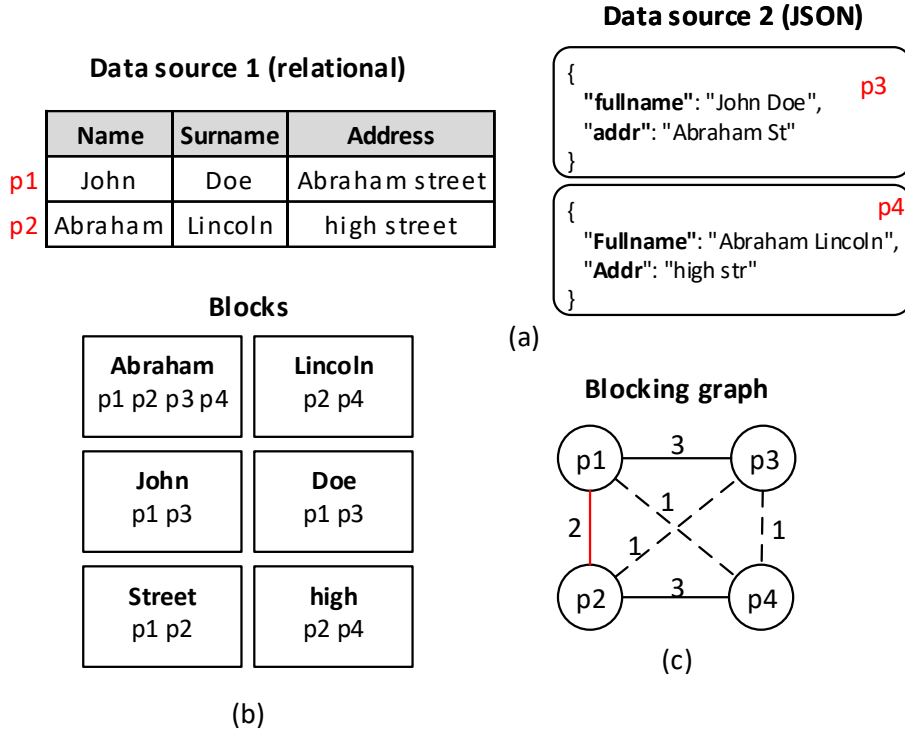 Data source 1 (relational)
Name Surname Address
p1 John Doe Abraham street
p2 Abraham Lincoln high street
Data source 2 (JSON)
{
"fullname": "John Doe",
"addr": "Abraham St"
}
p3
{
"Fullname": "Abraham Lincoln",
"Addr": "high str"
}
p4
(a)
Blocks
Abraham
p1 p2 p3 p4
Lincoln
p2 p4
John
p1 p3
Doe
p1 p3
Street
p1 p2
high
p2 p4
(b)
Blocking graph
p1 3 p3
1
2 1 1
p2 3 p4
(c)